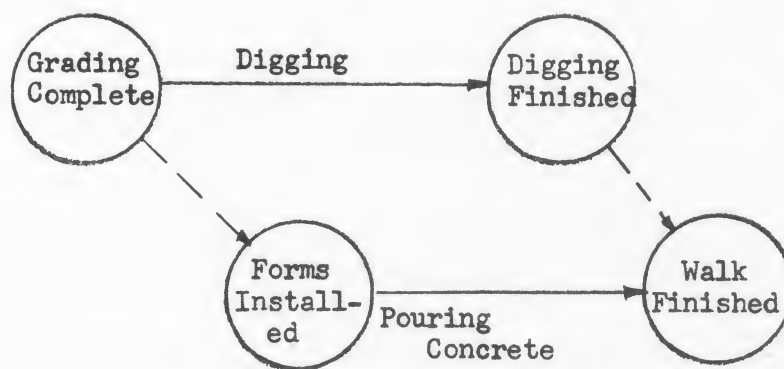 Grading
Complete
Digging
Digging
Finished
Forms
Install-
ed
Pouring
Concrete
Walk
Finished